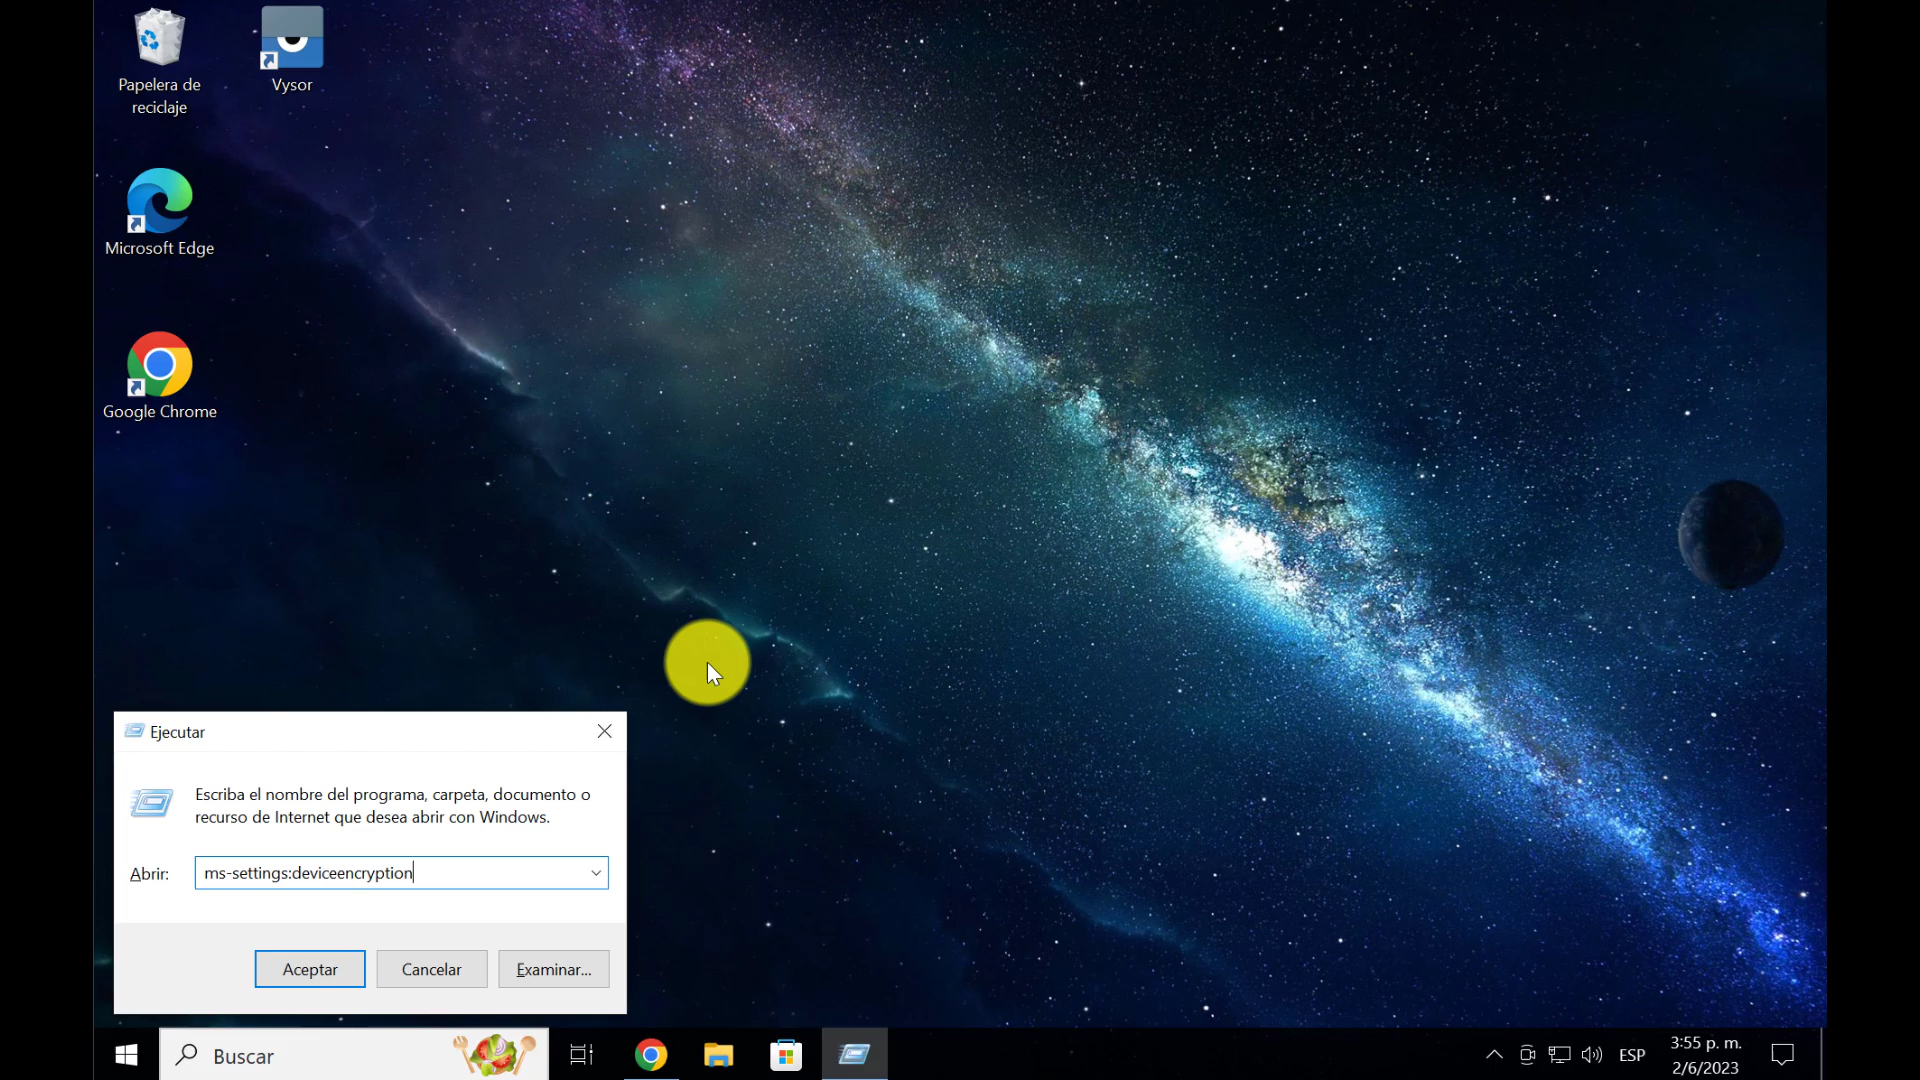 Papelera de
reciclaje
Vysor
Microsoft Edge
Google Chrome
Ejecutar
Escriba el nombre del programa, carpeta, documento o
recurso de Internet que desea abrir con Windows.
Abrir: ms-settings:deviceencryption
Aceptar Cancelar Examinar...
Buscar
ESP
3:55 p. m.
2/6/2023